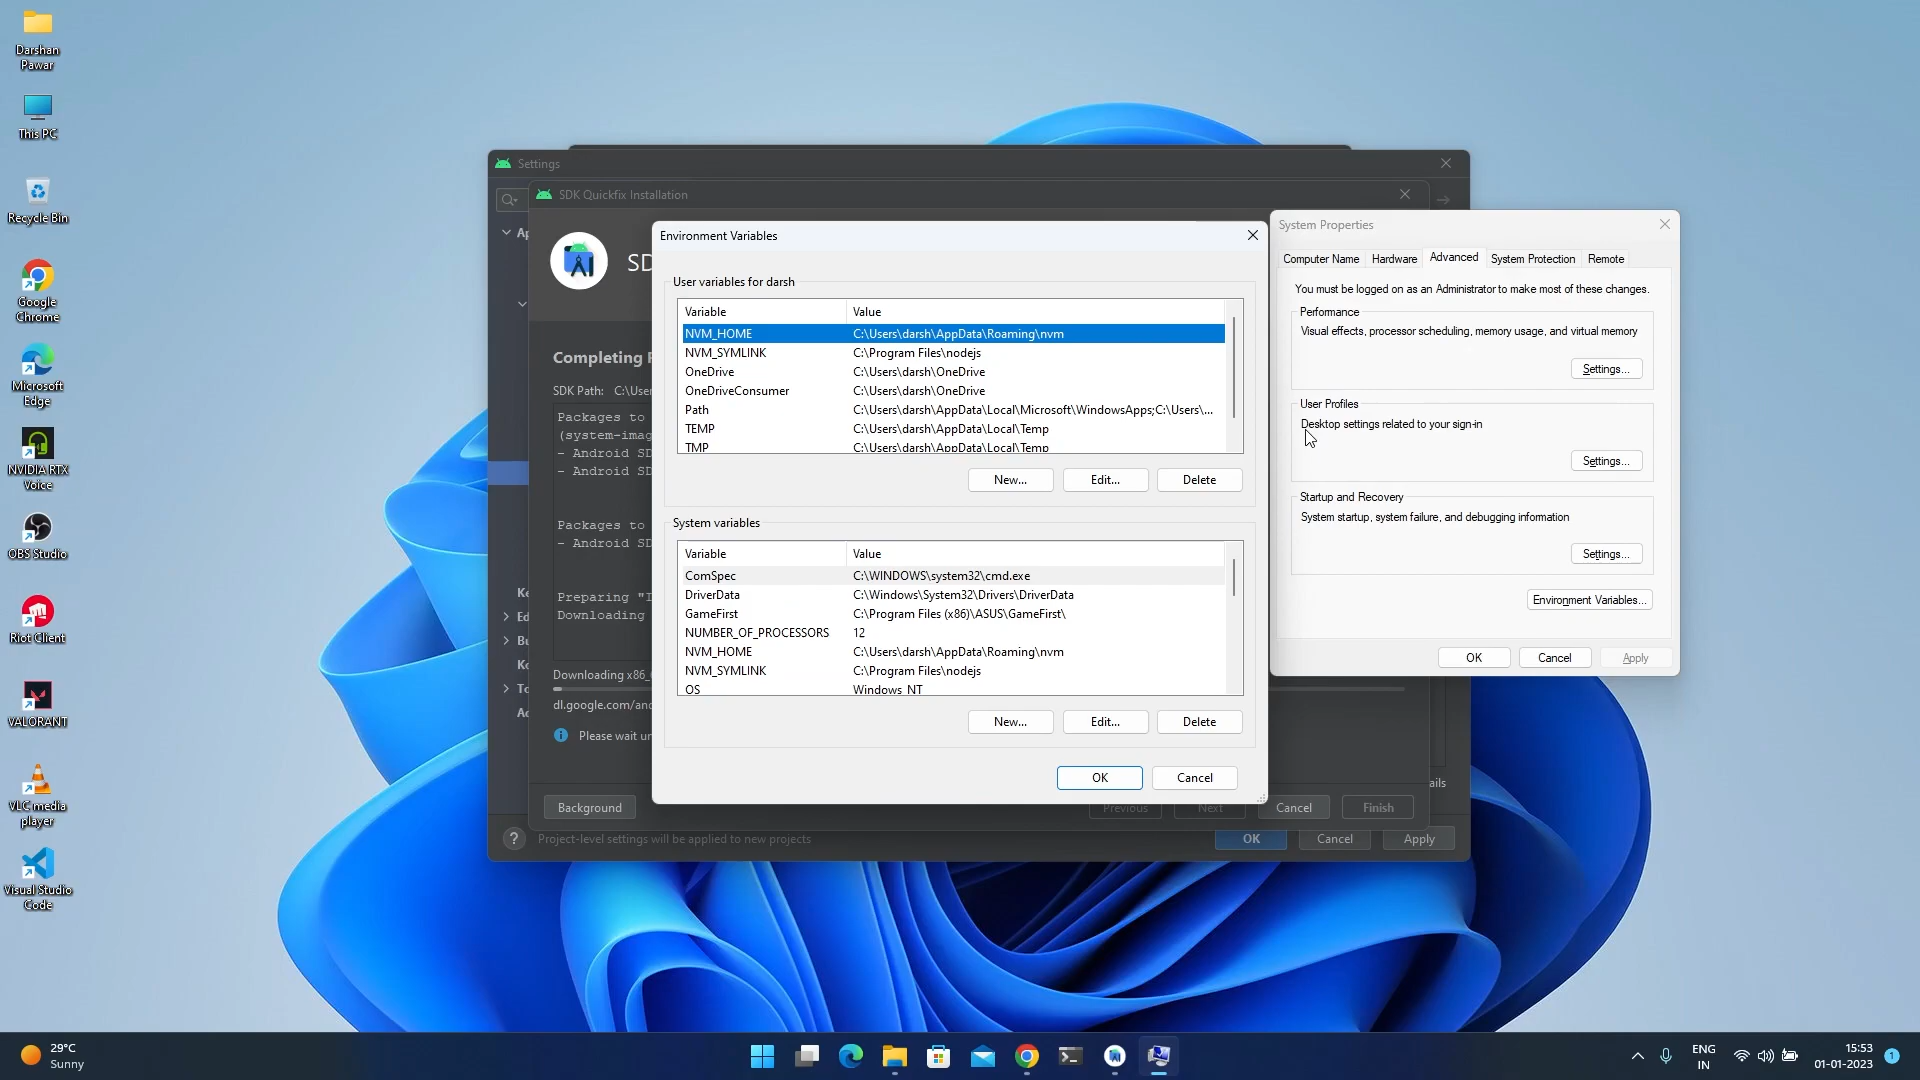 Darshan
Pawar
This PC
Recycle Bin
Google
Chrome
Microsoft
Edge
NVIDIA RTX
Voice
OBS Studio
Riot Client
VALORANT
VLC media
player
Visual Studio
Code
Settings
SDK Quickfix Installation
SD
Completing
SDK Path: C:\User
Packages to
(system-imag
- Android SD
- Android SD
Packages to
- Android SD
Preparing "I
Downloading
Downloading x86_
dl.google.com/and
Please wait un
Background
Previous
Next
Cancel
Finish
ails
? Project-level settings will be applied to new projects
OK
Cancel
Apply
Environment Variables
User variables for darsh
Variable Value
NVM_HOME C:\Users\darsh\AppData\Roaming\nvm
NVM_SYMLINK C:\Program Files\nodejs
OneDrive C:\Users\darsh\OneDrive
OneDriveConsumer C:\Users\darsh\OneDrive
Path C:\Users\darsh\AppData\Local\Microsoft\WindowsApps;C:\Users\...
TEMP C:\Users\darsh\AppData\Local\Temp
TMP C:\Users\darsh\AppData\Local\Temp
New... Edit... Delete
System variables
Variable Value
ComSpec C:\WINDOWS\system32\cmd.exe
DriverData C:\Windows\System32\Drivers\DriverData
GameFirst C:\Program Files (x86)\ASUS\GameFirst\
NUMBER_OF_PROCESSORS 12
NVM_HOME C:\Users\darsh\AppData\Roaming\nvm
NVM_SYMLINK C:\Program Files\nodejs
OS Windows_NT
New... Edit... Delete
OK Cancel
System Properties
Computer Name Hardware Advanced System Protection Remote
You must be logged on as an Administrator to make most of these changes.
Performance
Visual effects, processor scheduling, memory usage, and virtual memory
Settings...
User Profiles
Desktop settings related to your sign-in
Settings...
Startup and Recovery
System startup, system failure, and debugging information
Settings...
Environment Variables...
OK Cancel Apply
29°C
Sunny
ENG
IN
15:53
01-01-2023
1